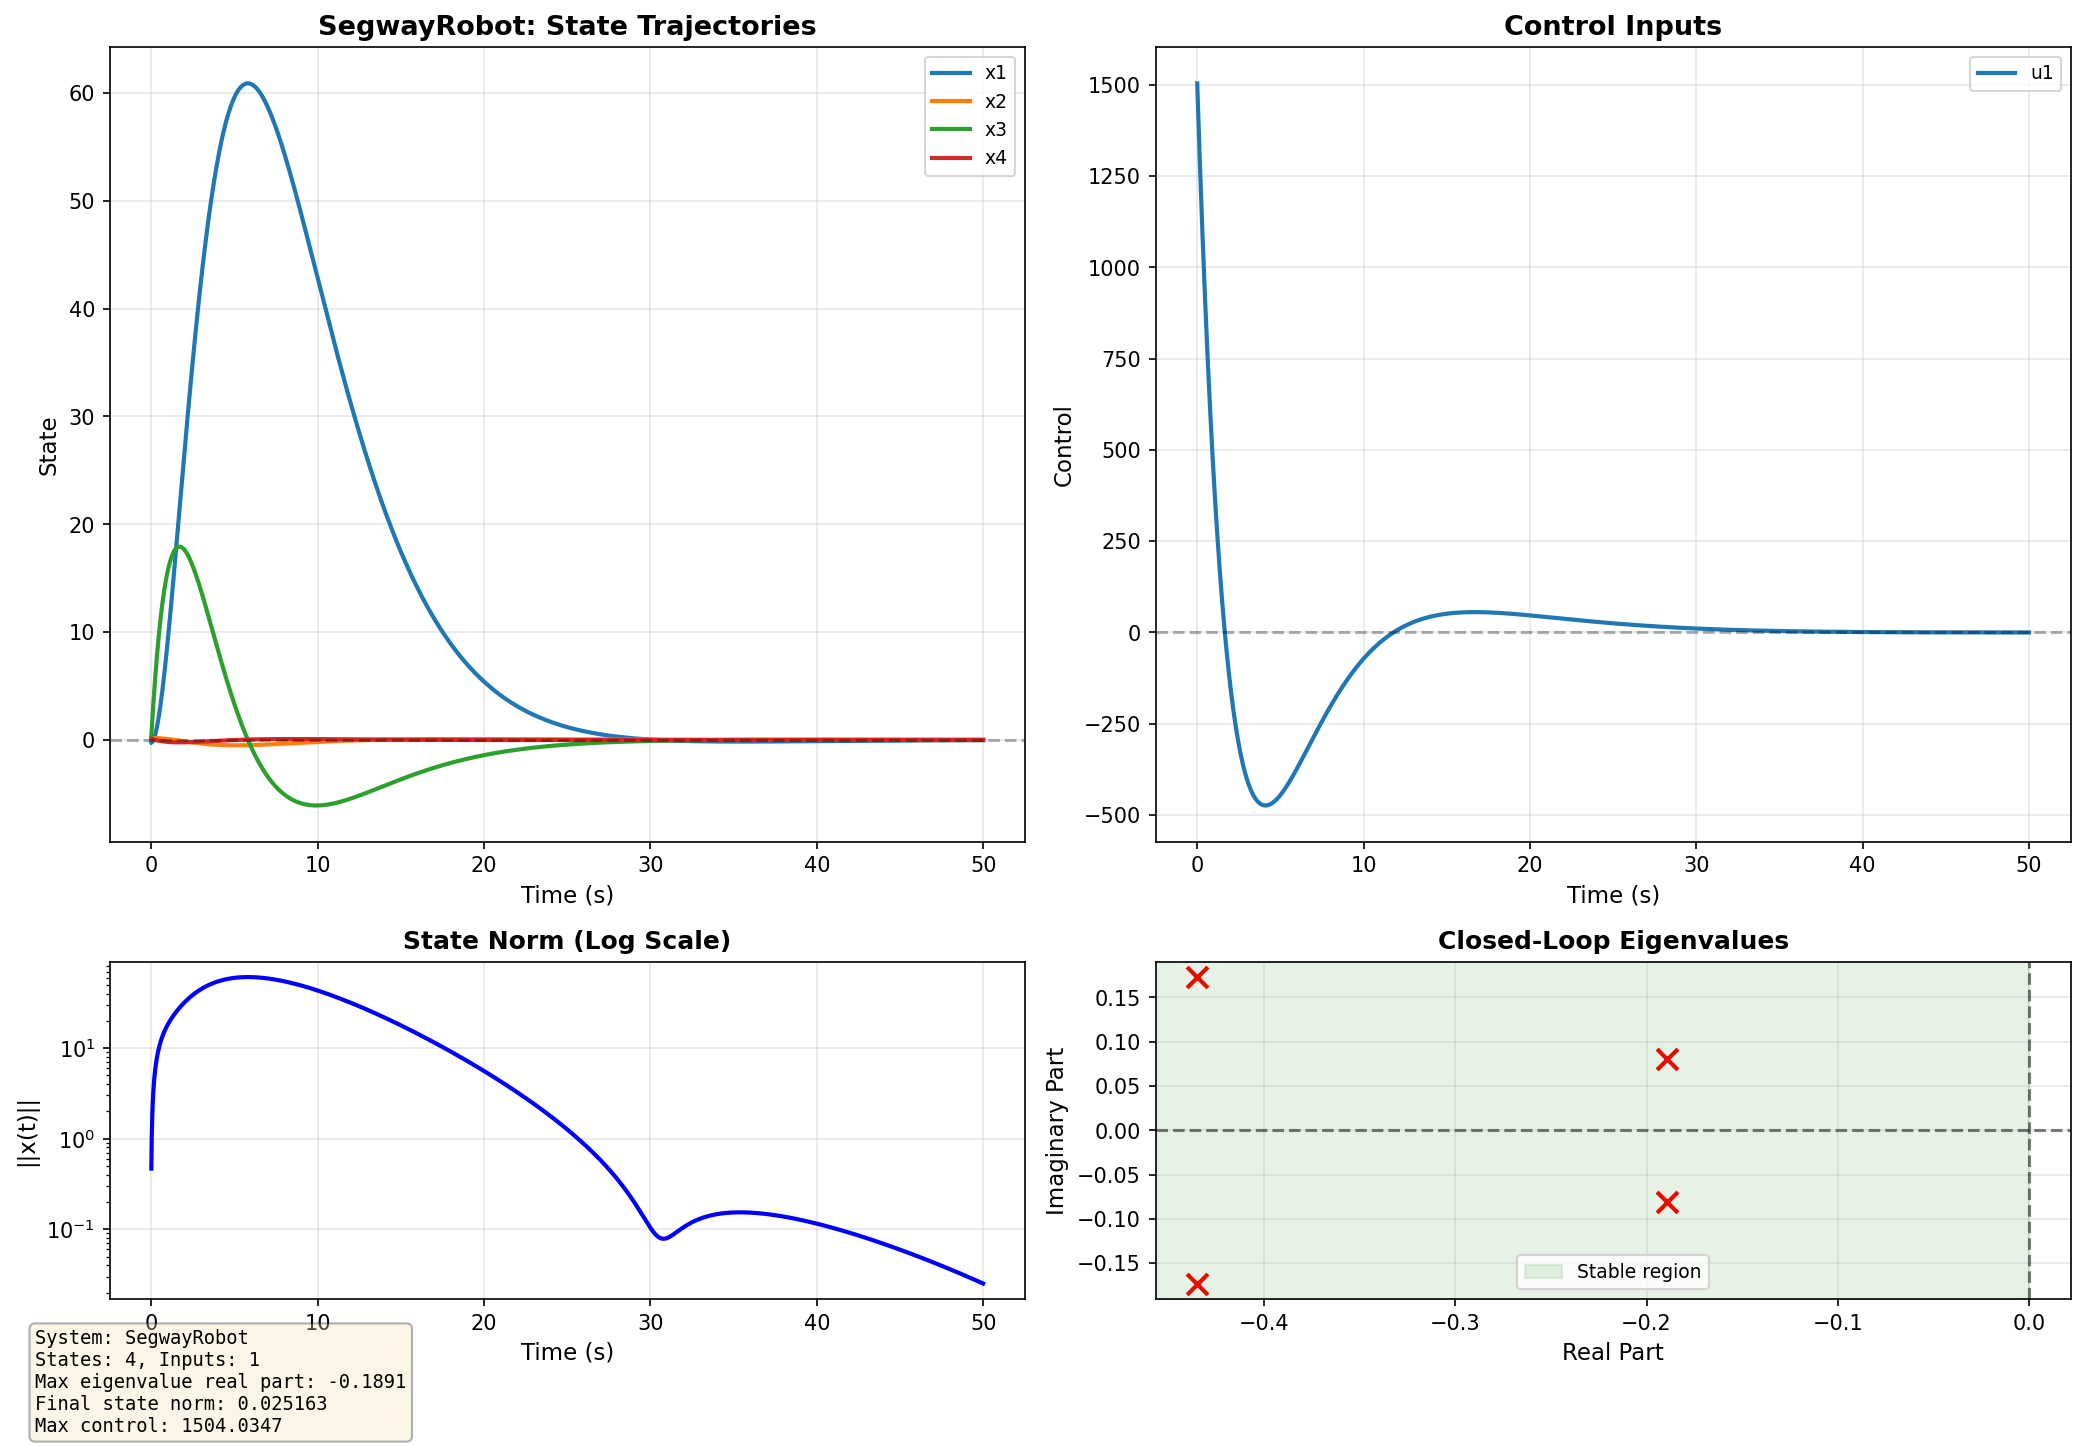 SegwayRobot: State Trajectories
State
60
50
40
30
20
10
0
x1
x2
x3
x4
0 10 20 30 40 50
Time (s)
Control Inputs
Control
1500
1250
1000
750
500
250
0
−250
−500
u1
0 10 20 30 40 50
Time (s)
State Norm (Log Scale)
||x(t)||
10¹
10⁰
10⁻¹
0 10 20 30 40 50
Time (s)
Closed-Loop Eigenvalues
Imaginary Part
0.15
0.10
0.05
0.00
−0.05
−0.10
−0.15
Stable region
−0.4 −0.3 −0.2 −0.1 0.0
Real Part
System: SegwayRobot
States: 4, Inputs: 1
Max eigenvalue real part: -0.1891
Final state norm: 0.025163
Max control: 1504.0347